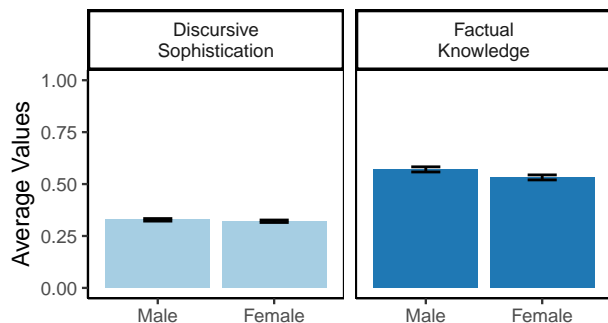 Discursive
Sophistication
Factual
Knowledge
Average Values
1.00
0.75
0.50
0.25
0.00
Male
Female
Male
Female